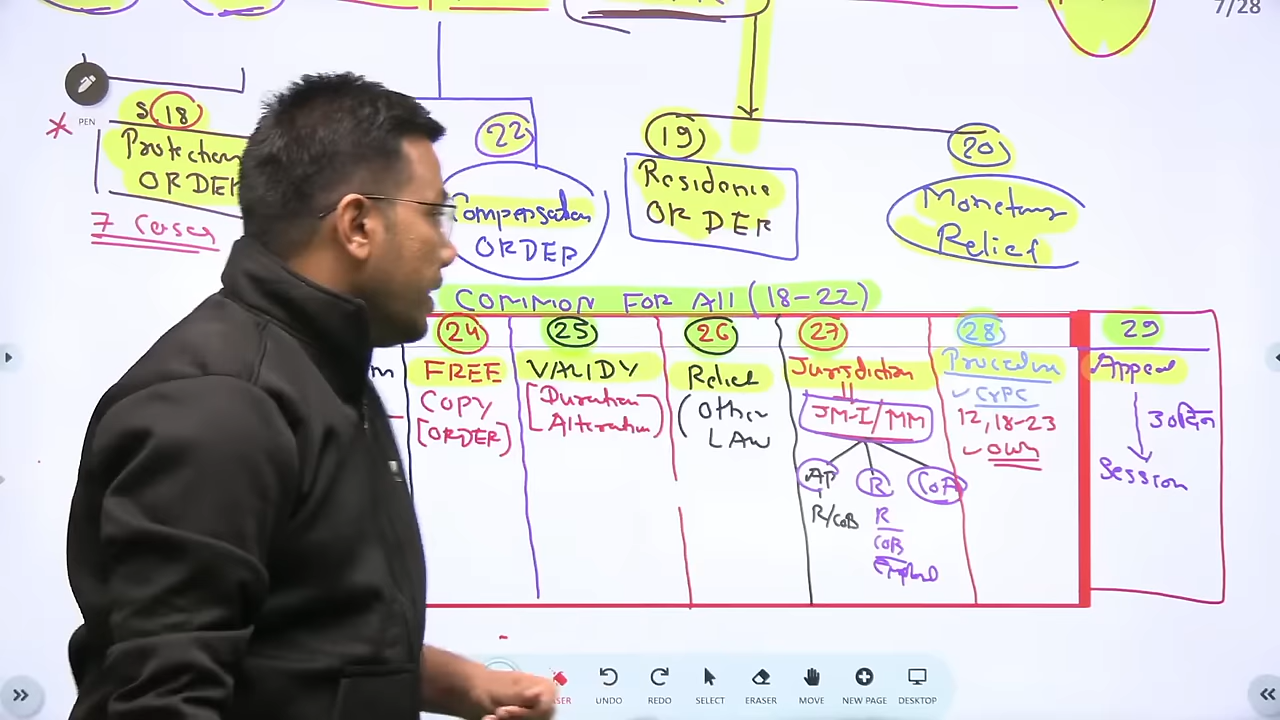 7/28
PEN
S 18
Protection
ORDER
7 Cases
22
Compensation
ORDER
19
Residence
ORDER
20
Monetary
Relief
COMMON FOR All (18-22)
24
FREE
COPY
[ORDER]
25
VALIDY
[Duration
Alteration]
26
Relief
(Other
LAW
27
Jurisdiction
JM-I/MM
AP
R
CoA
R/CoB
R
CoB
28
Procedure
✓ CrPC
12, 18-23
✓ own
29
Appeal
30दिन
Session
UNDO
REDO
SELECT
ERASER
MOVE
NEW PAGE
DESKTOP